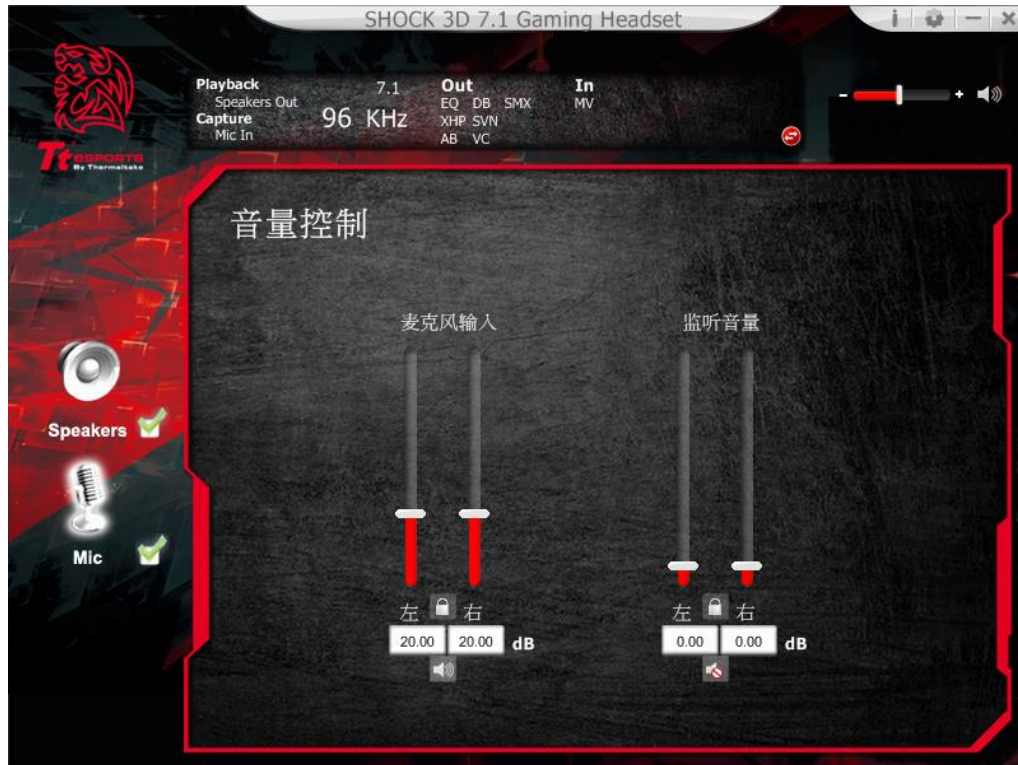 SHOCK 3D 7.1 Gaming Headset
Playback 7.1 Out In
Speakers Out EQ DB SMX MV
Capture 96 KHz XHP SVN
Mic In AB VC
Tt eSPORTS
By Thermaltake
音量控制
麦克风输入 监听音量
Speakers
Mic
左 右 左 右
20.00 20.00 dB 0.00 0.00 dB